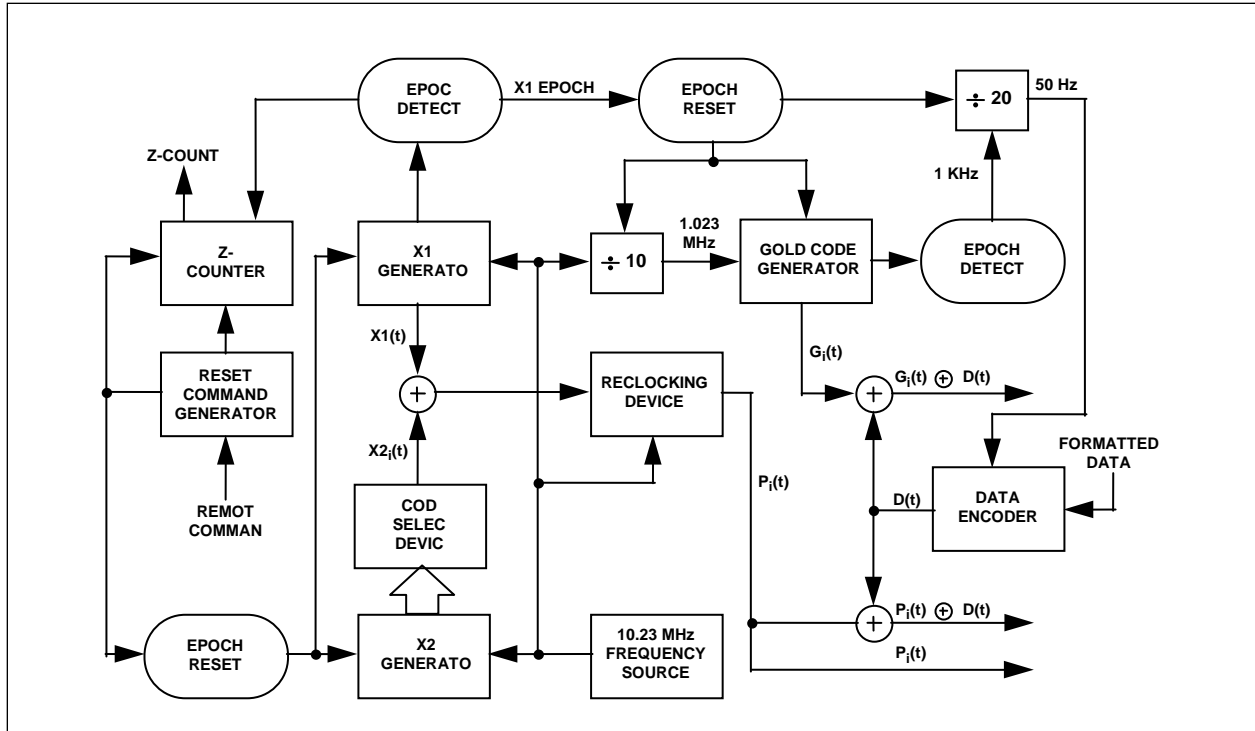 EPOC
DETECT
X1 EPOCH
EPOCH
RESET
÷ 20
50 Hz
Z-COUNT
1 KHz
Z-
COUNTER
X1
GENERATO
÷ 10
1.023
MHz
GOLD CODE
GENERATOR
EPOCH
DETECT
X1(t)
Gi(t)
RESET
COMMAND
GENERATOR
+
RECLOCKING
DEVICE
+
Gi(t) ⊕ D(t)
X2i(t)
REMOT
COMMAN
COD
SELEC
DEVIC
Pi(t)
D(t)
DATA
ENCODER
FORMATTED
DATA
EPOCH
RESET
X2
GENERATO
10.23 MHz
FREQUENCY
SOURCE
+
Pi(t) ⊕ D(t)
Pi(t)